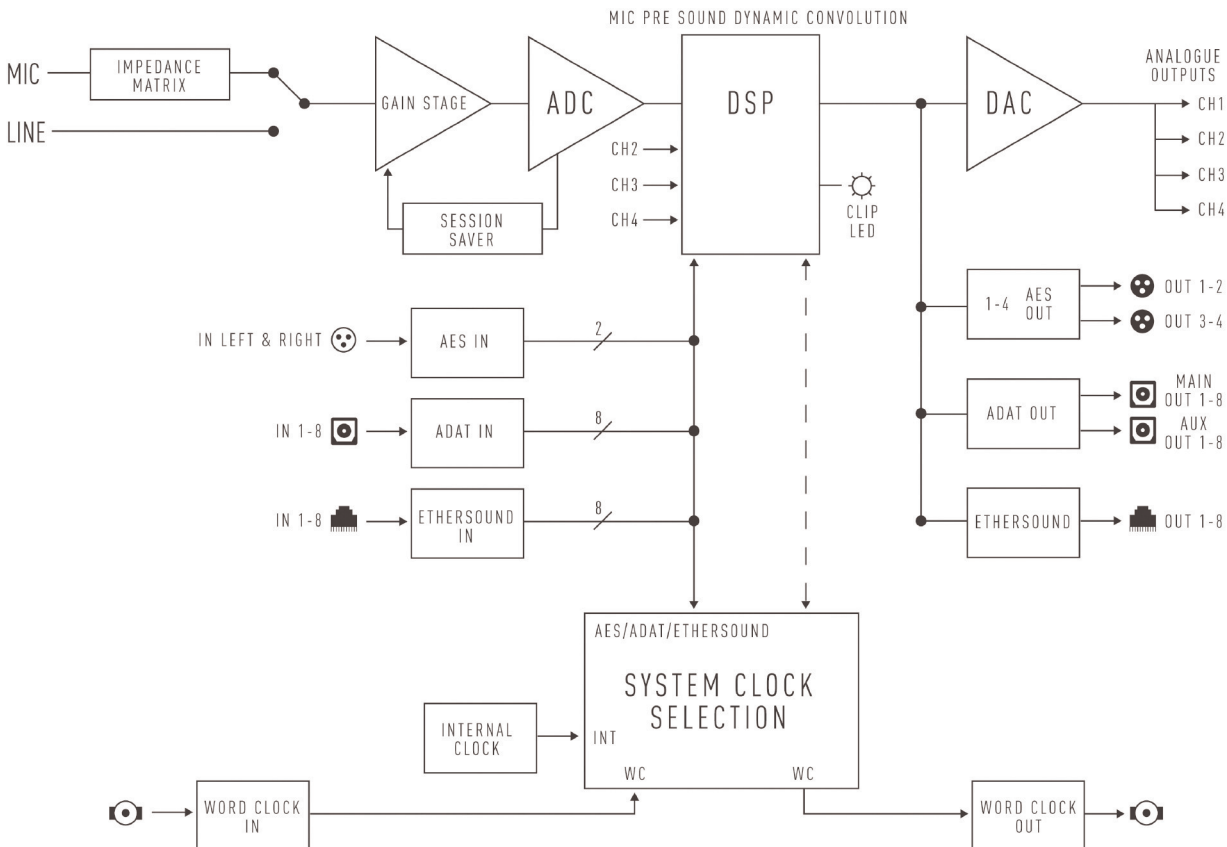 MIC PRE SOUND DYNAMIC CONVOLUTION
MIC
IMPEDANCE
MATRIX
LINE
GAIN STAGE
ADC
SESSION
SAVER
DSP
CH2
CH3
CH4
CLIP
LED
DAC
ANALOGUE
OUTPUTS
CH1
CH2
CH3
CH4
IN LEFT & RIGHT
AES IN
2
IN 1-8
ADAT IN
8
IN 1-8
ETHERSOUND
IN
8
1-4 AES
OUT
OUT 1-2
OUT 3-4
ADAT OUT
MAIN
OUT 1-8
AUX
OUT 1-8
ETHERSOUND
OUT 1-8
AES/ADAT/ETHERSOUND
SYSTEM CLOCK
SELECTION
INTERNAL
CLOCK
INT
WC
WC
WORD CLOCK
IN
WORD CLOCK
OUT